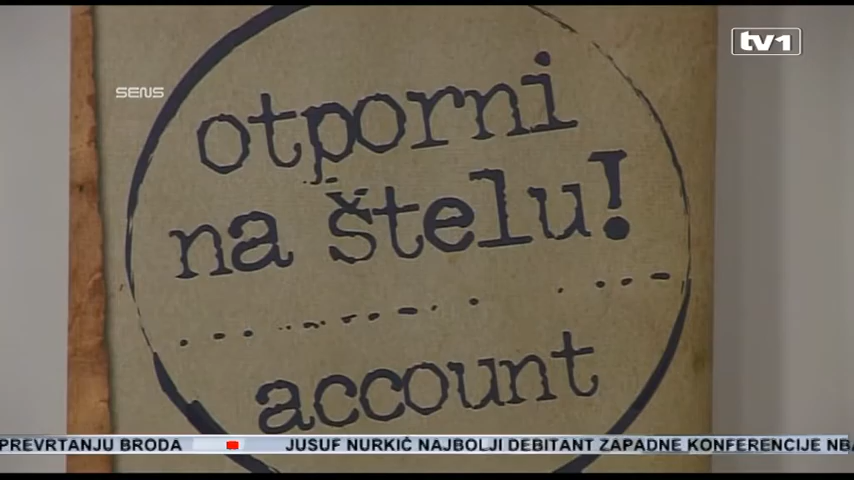 tv1
SENS
otporni
na štelu!
account
PREVRTANJU BRODA JUSUF NURKIĆ NAJBOLJI DEBITANT ZAPADNE KONFERENCIJE NBA